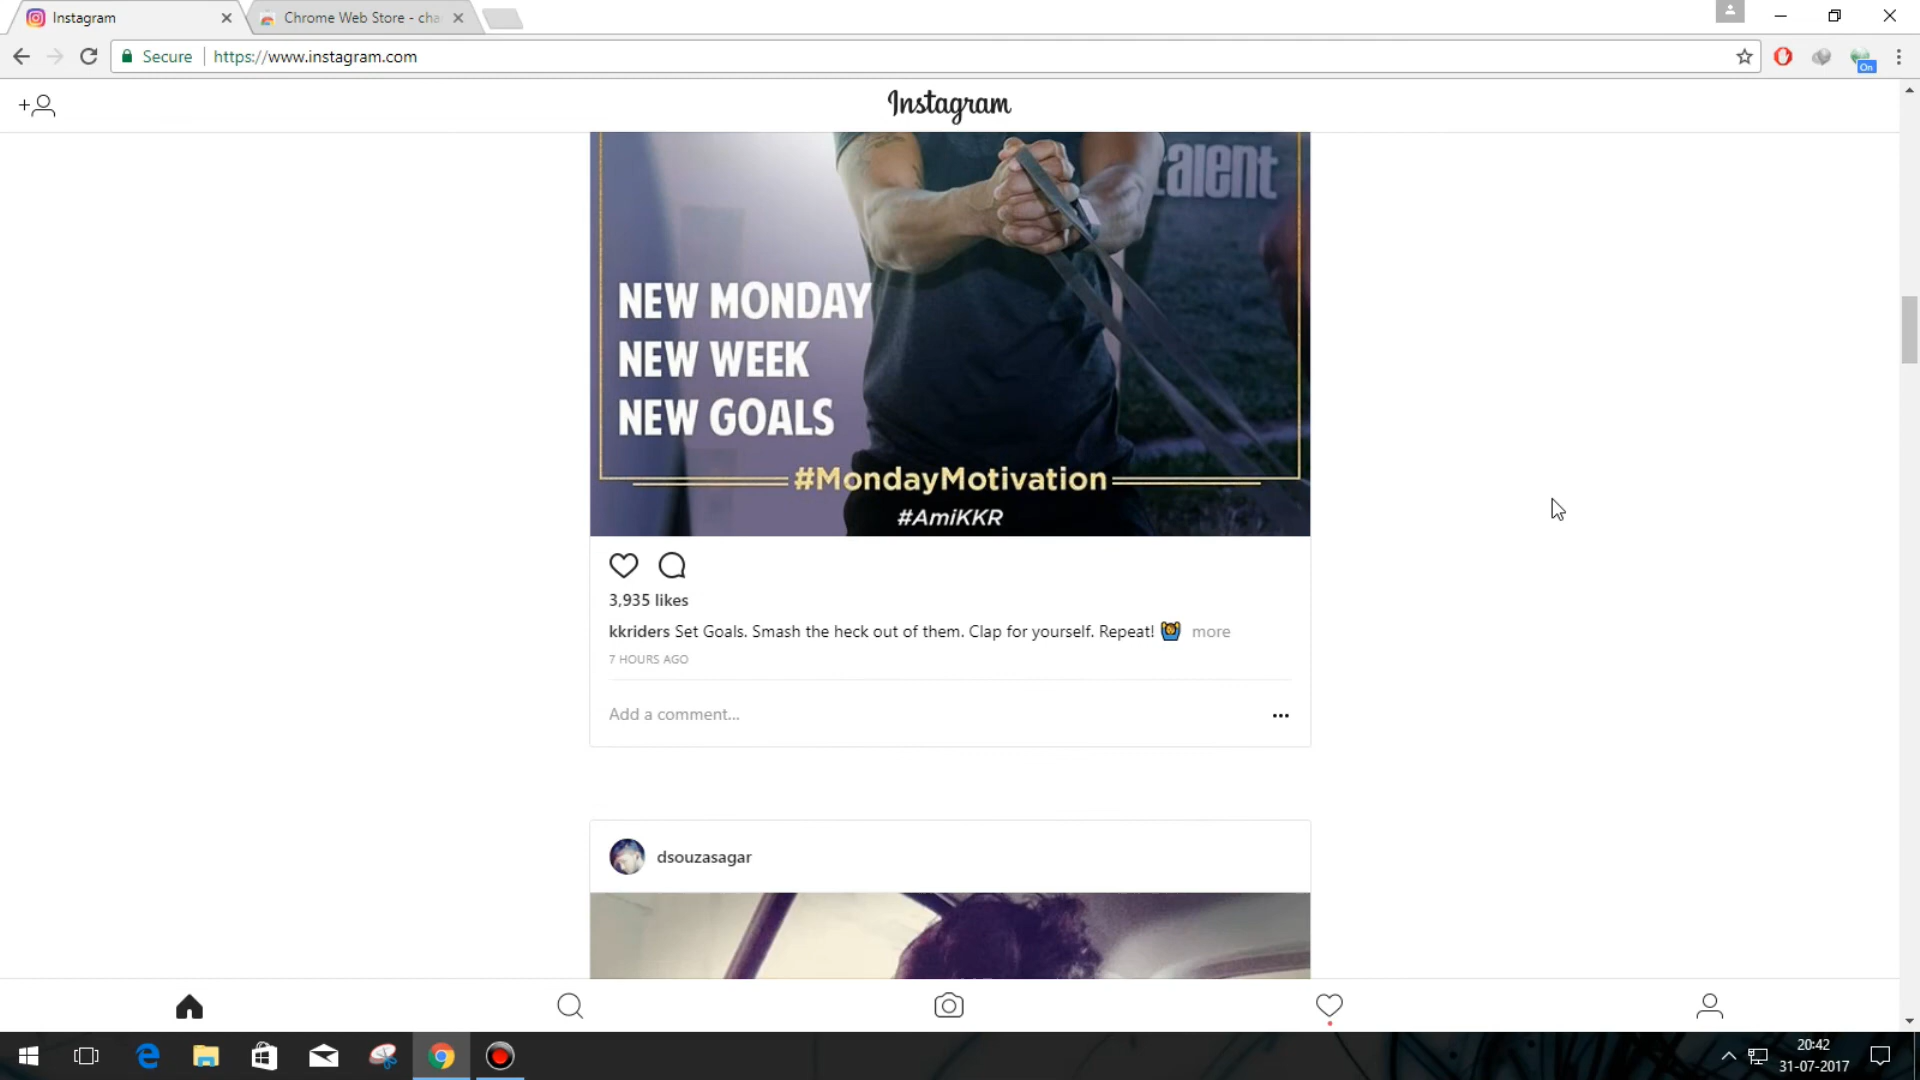 Instagram
Chrome Web Store - cha
Secure
https://www.instagram.com
On
Instagram
talent
NEW MONDAY
NEW WEEK
NEW GOALS
#MondayMotivation
#AmiKKR
3,935 likes
kkriders Set Goals. Smash the heck out of them. Clap for yourself. Repeat! 🙆 more
7 HOURS AGO
Add a comment...
dsouzasagar
20:42
31-07-2017